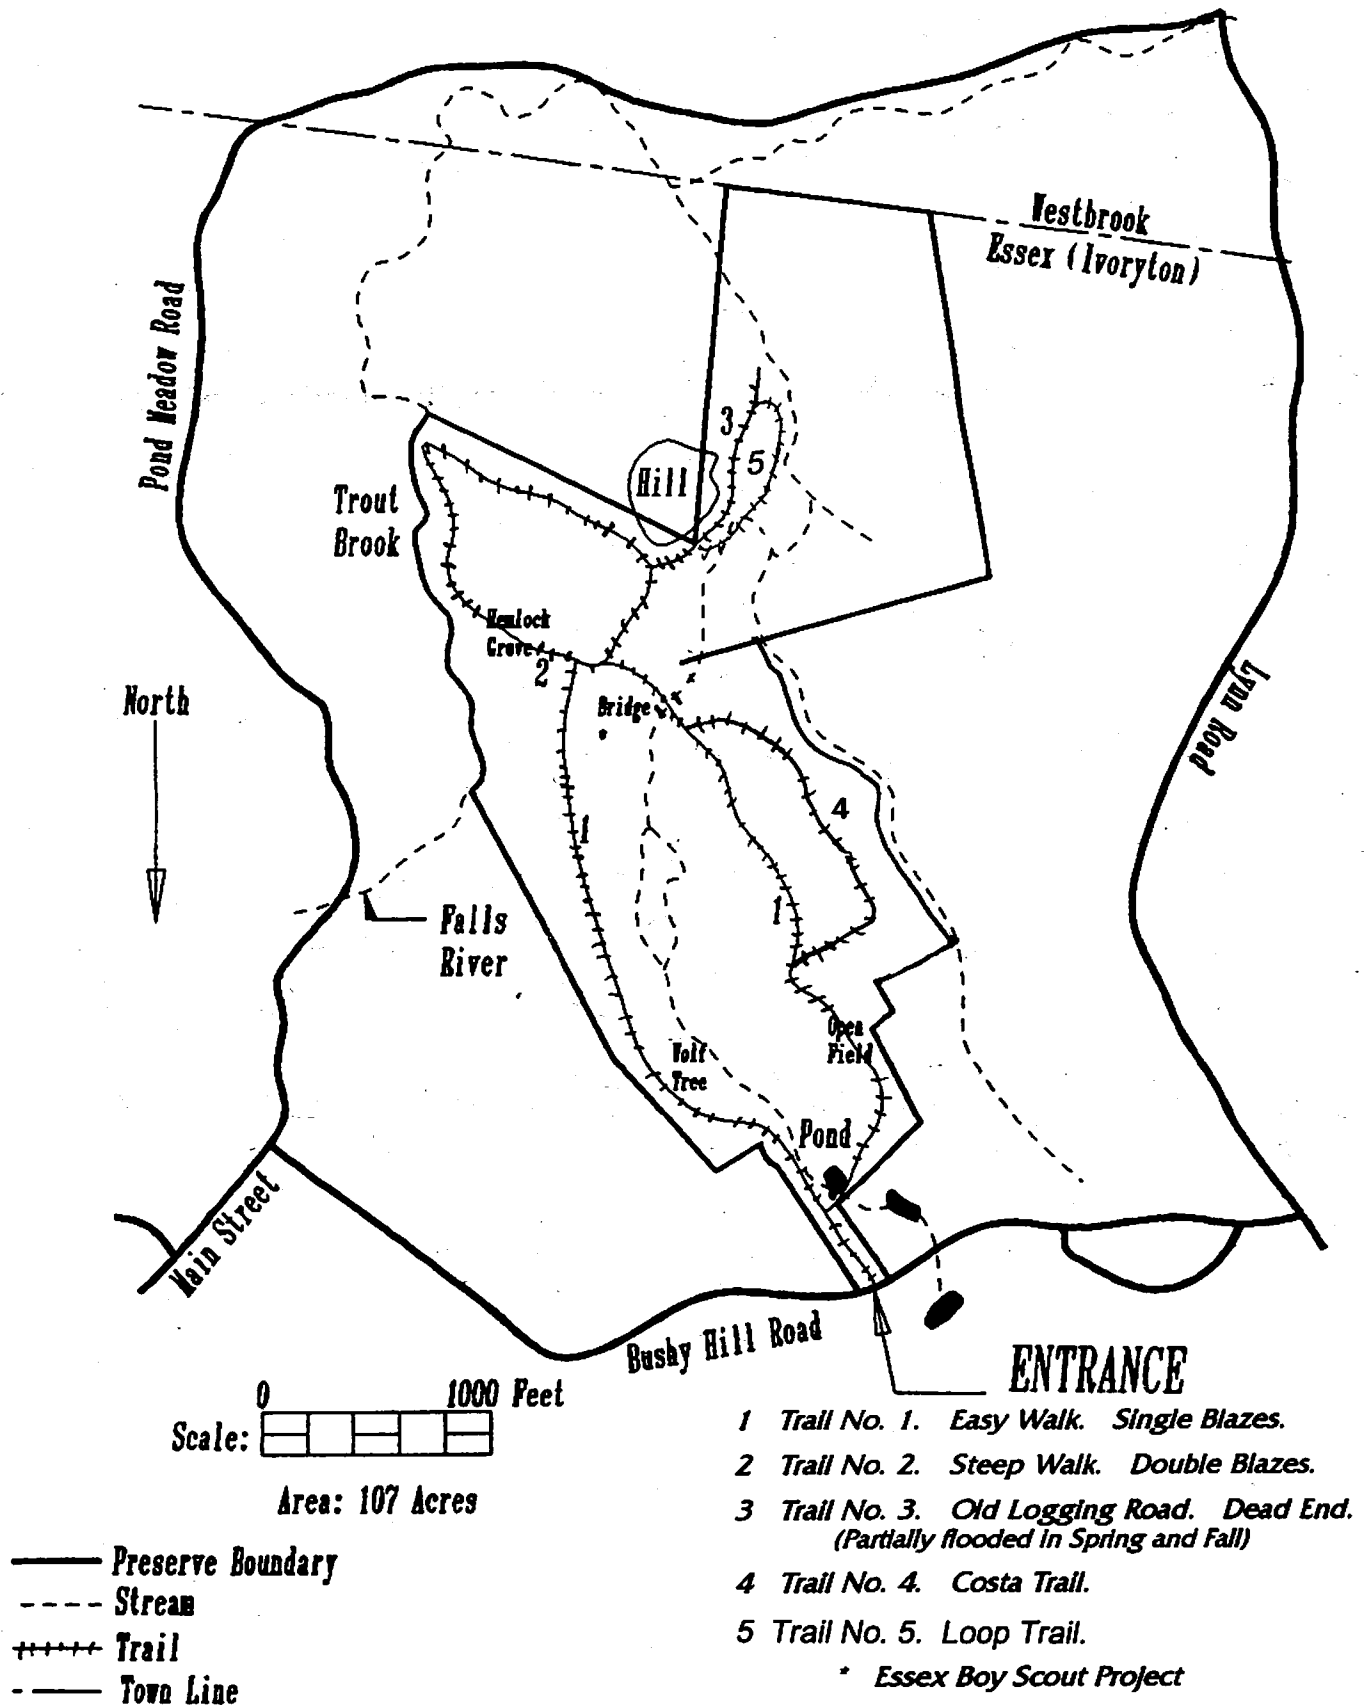 Westbrook
Essex (Ivoryton)
Pond Meadow Road
3
5
Hill
Trout
Brook
Hemlock
Grove
2
North
Bridge
*
Lynn Road
4
1
1
Falls
River
Open
Field
Wolf
Tree
Pond
Main Street
Bushy Hill Road
ENTRANCE
0 1000 Feet
Scale:
Area: 107 Acres
Preserve Boundary
Stream
Trail
Town Line
1 Trail No. 1. Easy Walk. Single Blazes.
2 Trail No. 2. Steep Walk. Double Blazes.
3 Trail No. 3. Old Logging Road. Dead End.
(Partially flooded in Spring and Fall)
4 Trail No. 4. Costa Trail.
5 Trail No. 5. Loop Trail.
* Essex Boy Scout Project